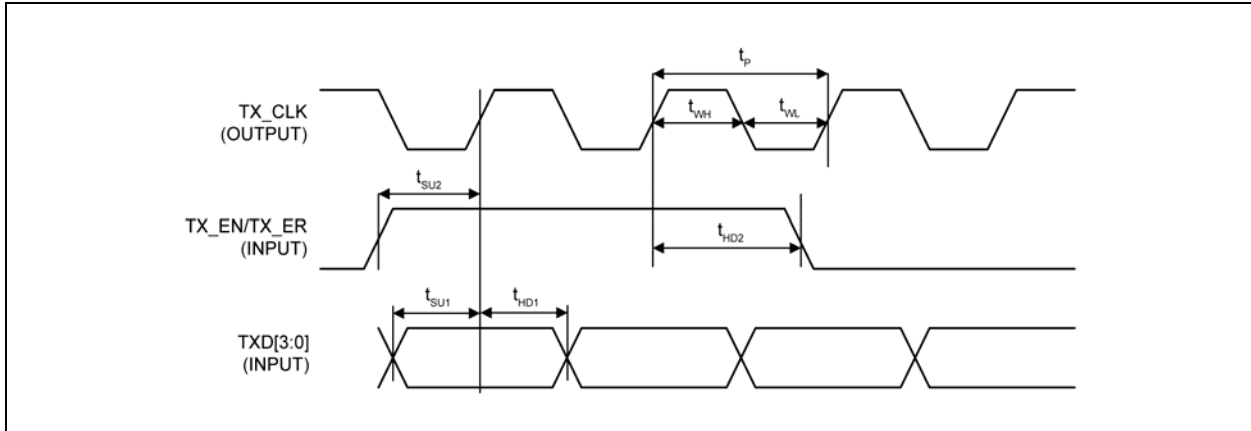 t_P
TX_CLK
(OUTPUT)
t_WH
t_WL
t_SU2
TX_EN/TX_ER
(INPUT)
t_HD2
t_SU1
t_HD1
TXD[3:0]
(INPUT)